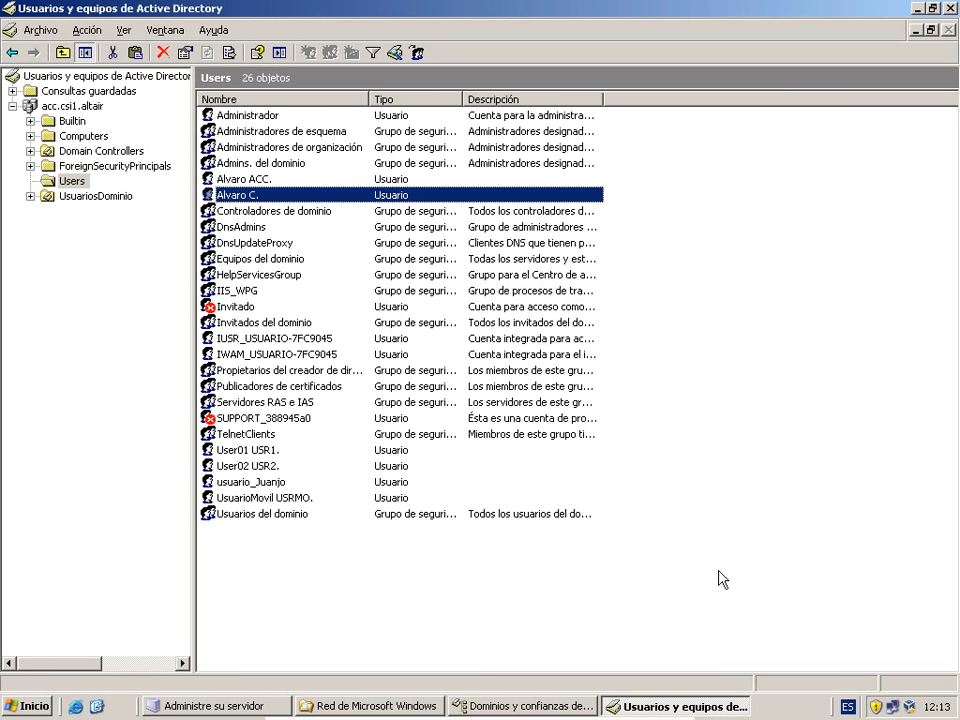 Usuarios y equipos de Active Directory
Archivo Acción Ver Ventana Ayuda
Usuarios y equipos de Active Director
Consultas guardadas
acc.csi1.altair
Builtin
Computers
Domain Controllers
ForeignSecurityPrincipals
Users
UsuariosDominio
Users 26 objetos
Nombre Tipo Descripción
Administrador Usuario Cuenta para la administra...
Administradores de esquema Grupo de seguri... Administradores designad...
Administradores de organización Grupo de seguri... Administradores designad...
Admins. del dominio Grupo de seguri... Administradores designad...
Alvaro ACC. Usuario
Alvaro C. Usuario
Controladores de dominio Grupo de seguri... Todos los controladores d...
DnsAdmins Grupo de seguri... Grupo de administradores ...
DnsUpdateProxy Grupo de seguri... Clientes DNS que tienen p...
Equipos del dominio Grupo de seguri... Todas los servidores y est...
HelpServicesGroup Grupo de seguri... Grupo para el Centro de a...
IIS_WPG Grupo de seguri... Grupo de procesos de tra...
Invitado Usuario Cuenta para acceso como...
Invitados del dominio Grupo de seguri... Todos los invitados del do...
IUSR_USUARIO-7FC9045 Usuario Cuenta integrada para ac...
IWAM_USUARIO-7FC9045 Usuario Cuenta integrada para el i...
Propietarios del creador de dir... Grupo de seguri... Los miembros de este gru...
Publicadores de certificados Grupo de seguri... Los miembros de este gru...
Servidores RAS e IAS Grupo de seguri... Los servidores de este gr...
SUPPORT_388945a0 Usuario Ésta es una cuenta de pro...
TelnetClients Grupo de seguri... Miembros de este grupo ti...
User01 USR1. Usuario
User02 USR2. Usuario
usuario_Juanjo Usuario
UsuarioMovil USRMO. Usuario
Usuarios del dominio Grupo de seguri... Todos los usuarios del do...
Inicio Administre su servidor Red de Microsoft Windows Dominios y confianzas de... Usuarios y equipos de... ES 12:13